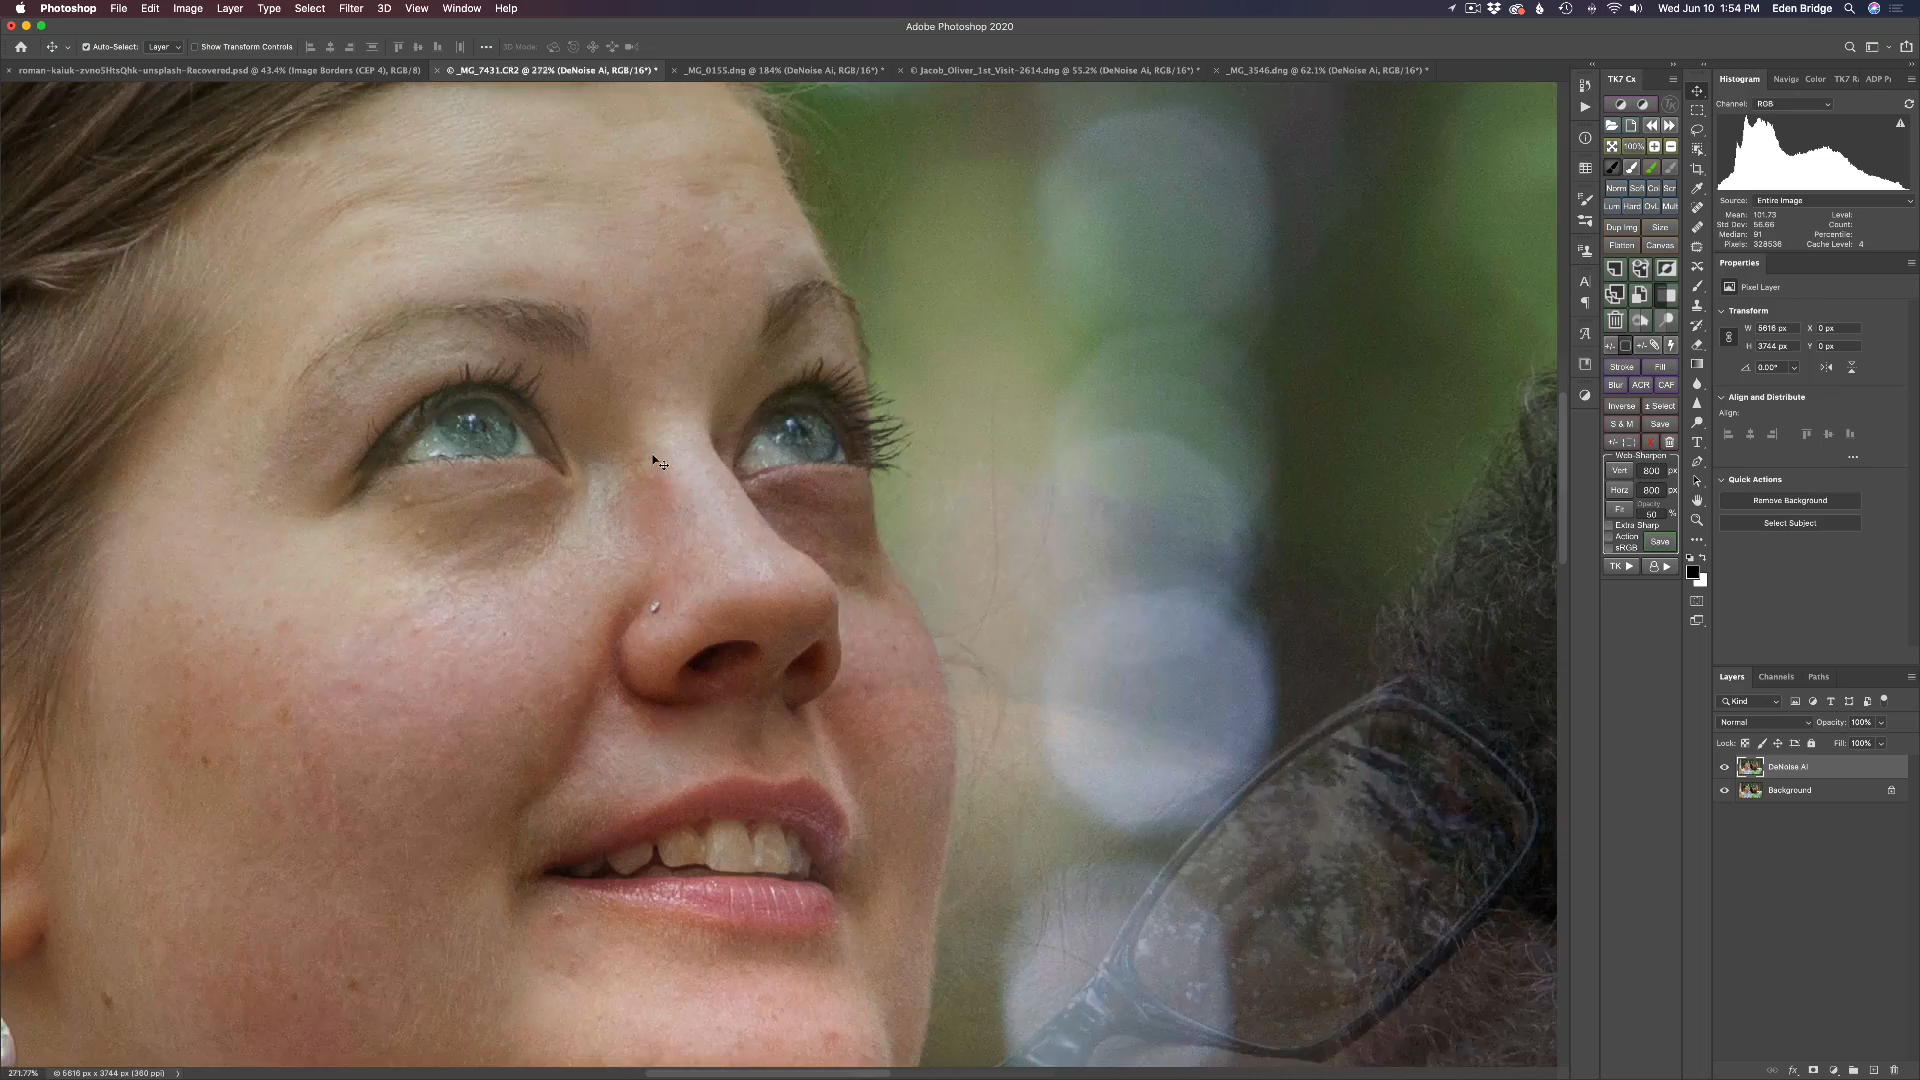 Photoshop File Edit Image Layer Type Select Filter 3D View Window Help
Wed Jun 10 1:54 PM Eden Bridge
Adobe Photoshop 2020
Auto-Select: Layer Show Transform Controls 3D Mode:
roman-kaiuk-zvno5HtsQhk-unsplash-Recovered.psd @ 43.4% (Image Borders (CEP 4), RGB/8)
© _MG_7431.CR2 @ 272% (DeNoise Ai, RGB/16*) *
_MG_0155.dng @ 184% (DeNoise Ai, RGB/16*) *
© Jacob_Oliver_1st_Visit-2614.dng @ 55.2% (DeNoise Ai, RGB/16*) *
_MG_3546.dng @ 62.1% (DeNoise Ai, RGB/16*) *
TK7 Cx
TK
100%
Norm Soft Col Scr
Lum Hard OvL Mult
Dup Img Size
Flatten Canvas
+/- +/-
Stroke Fill
Blur ACR CAF
Inverse ± Select
S & M Save
+/-
Web-Sharpen
Vert 800 px
Horz 800 px
Fit Opacity 50 %
Extra Sharp
Action
sRGB Save
TK
Histogram Naviga Color TK7 R ADP P
Channel: RGB
Source: Entire Image
Mean: 101.73 Level:
Std Dev: 56.66 Count:
Median: 91 Percentile:
Pixels: 328536 Cache Level: 4
Properties
Pixel Layer
Transform
W 5616 px X 0 px
H 3744 px Y 0 px
0.00°
Align and Distribute
Align:
Quick Actions
Remove Background
Select Subject
Layers Channels Paths
Kind
Normal Opacity: 100%
Lock: Fill: 100%
DeNoise Ai
Background
fx
271.77% © 5616 px x 3744 px (360 ppi)